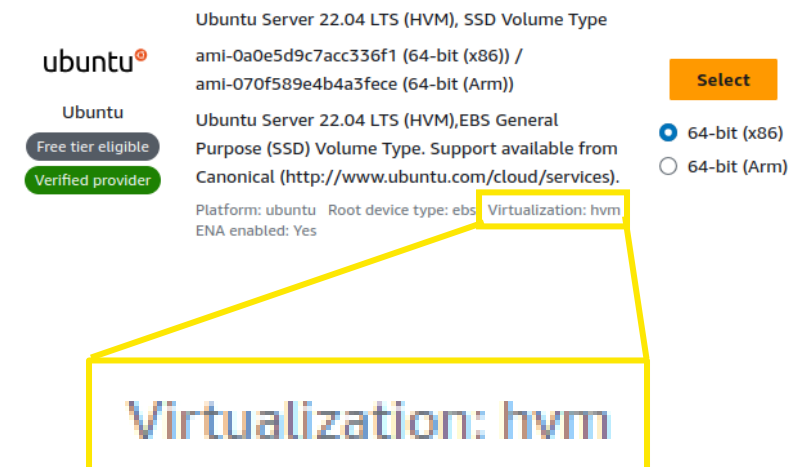 Ubuntu Server 22.04 LTS (HVM), SSD Volume Type
ubuntu
ami-0a0e5d9c7acc336f1 (64-bit (x86)) /
ami-070f589e4b4a3fece (64-bit (Arm))
Select
Ubuntu
Free tier eligible
Verified provider
Ubuntu Server 22.04 LTS (HVM),EBS General
Purpose (SSD) Volume Type. Support available from
Canonical (http://www.ubuntu.com/cloud/services).
64-bit (x86)
64-bit (Arm)
Platform: ubuntu Root device type: ebs Virtualization: hvm
ENA enabled: Yes
Virtualization: hvm